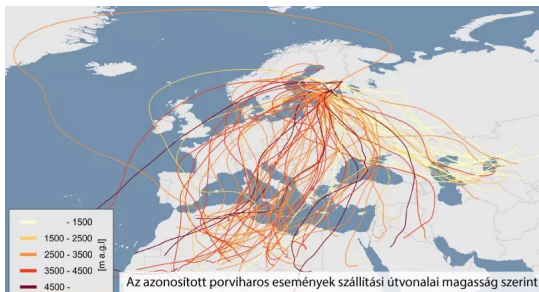 - 1500
1500 - 2500
2500 - 3500
3500 - 4500
4500 -
[m a.g.l]
Az azonosított porviharos események szállítási útvonalai magasság szerint